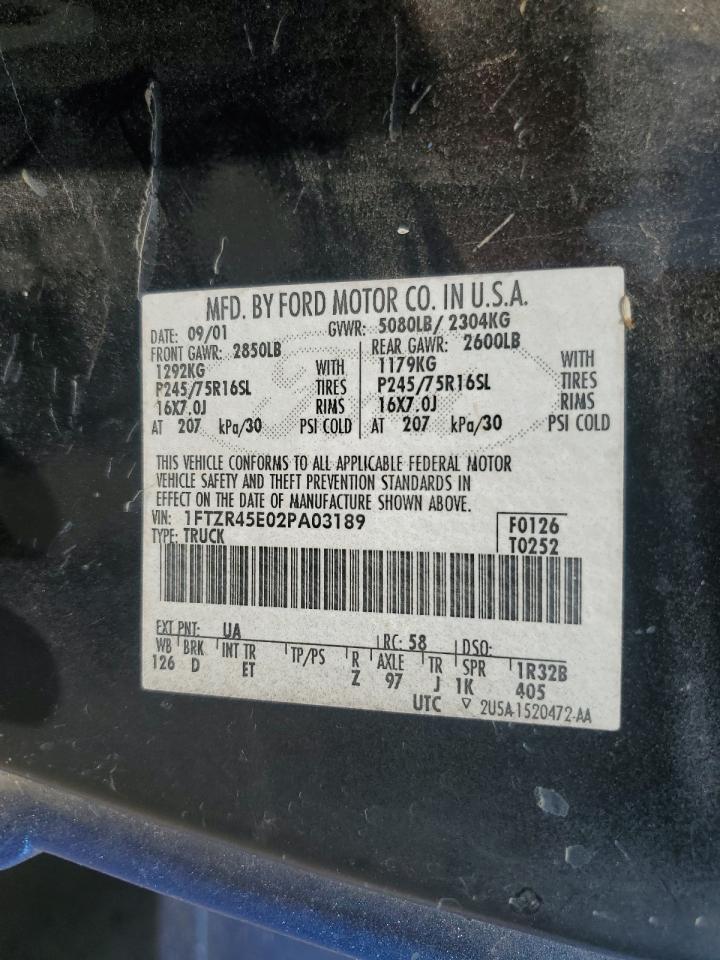 MFD. BY FORD MOTOR CO. IN U.S.A.
DATE: 09/01 GVWR: 5080LB/ 2304KG
FRONT GAWR: 2850LB REAR GAWR: 2600LB
1292KG WITH 1179KG WITH
P245/75R16SL TIRES P245/75R16SL TIRES
16X7.0J RIMS 16X7.0J RIMS
AT 207 kPa/30 PSI COLD AT 207 kPa/30 PSI COLD
THIS VEHICLE CONFORMS TO ALL APPLICABLE FEDERAL MOTOR
VEHICLE SAFETY AND THEFT PREVENTION STANDARDS IN
EFFECT ON THE DATE OF MANUFACTURE SHOWN ABOVE.
VIN: 1FTZR45E02PA03189 F0126
TYPE: TRUCK T0252
EXT PNT: UA RC: 58 DSO:
WB BRK INT TR TP/PS R AXLE TR SPR 1R32B
126 D ET Z 97 J 1K 405
UTC ▽ 2U5A-1520472-AA